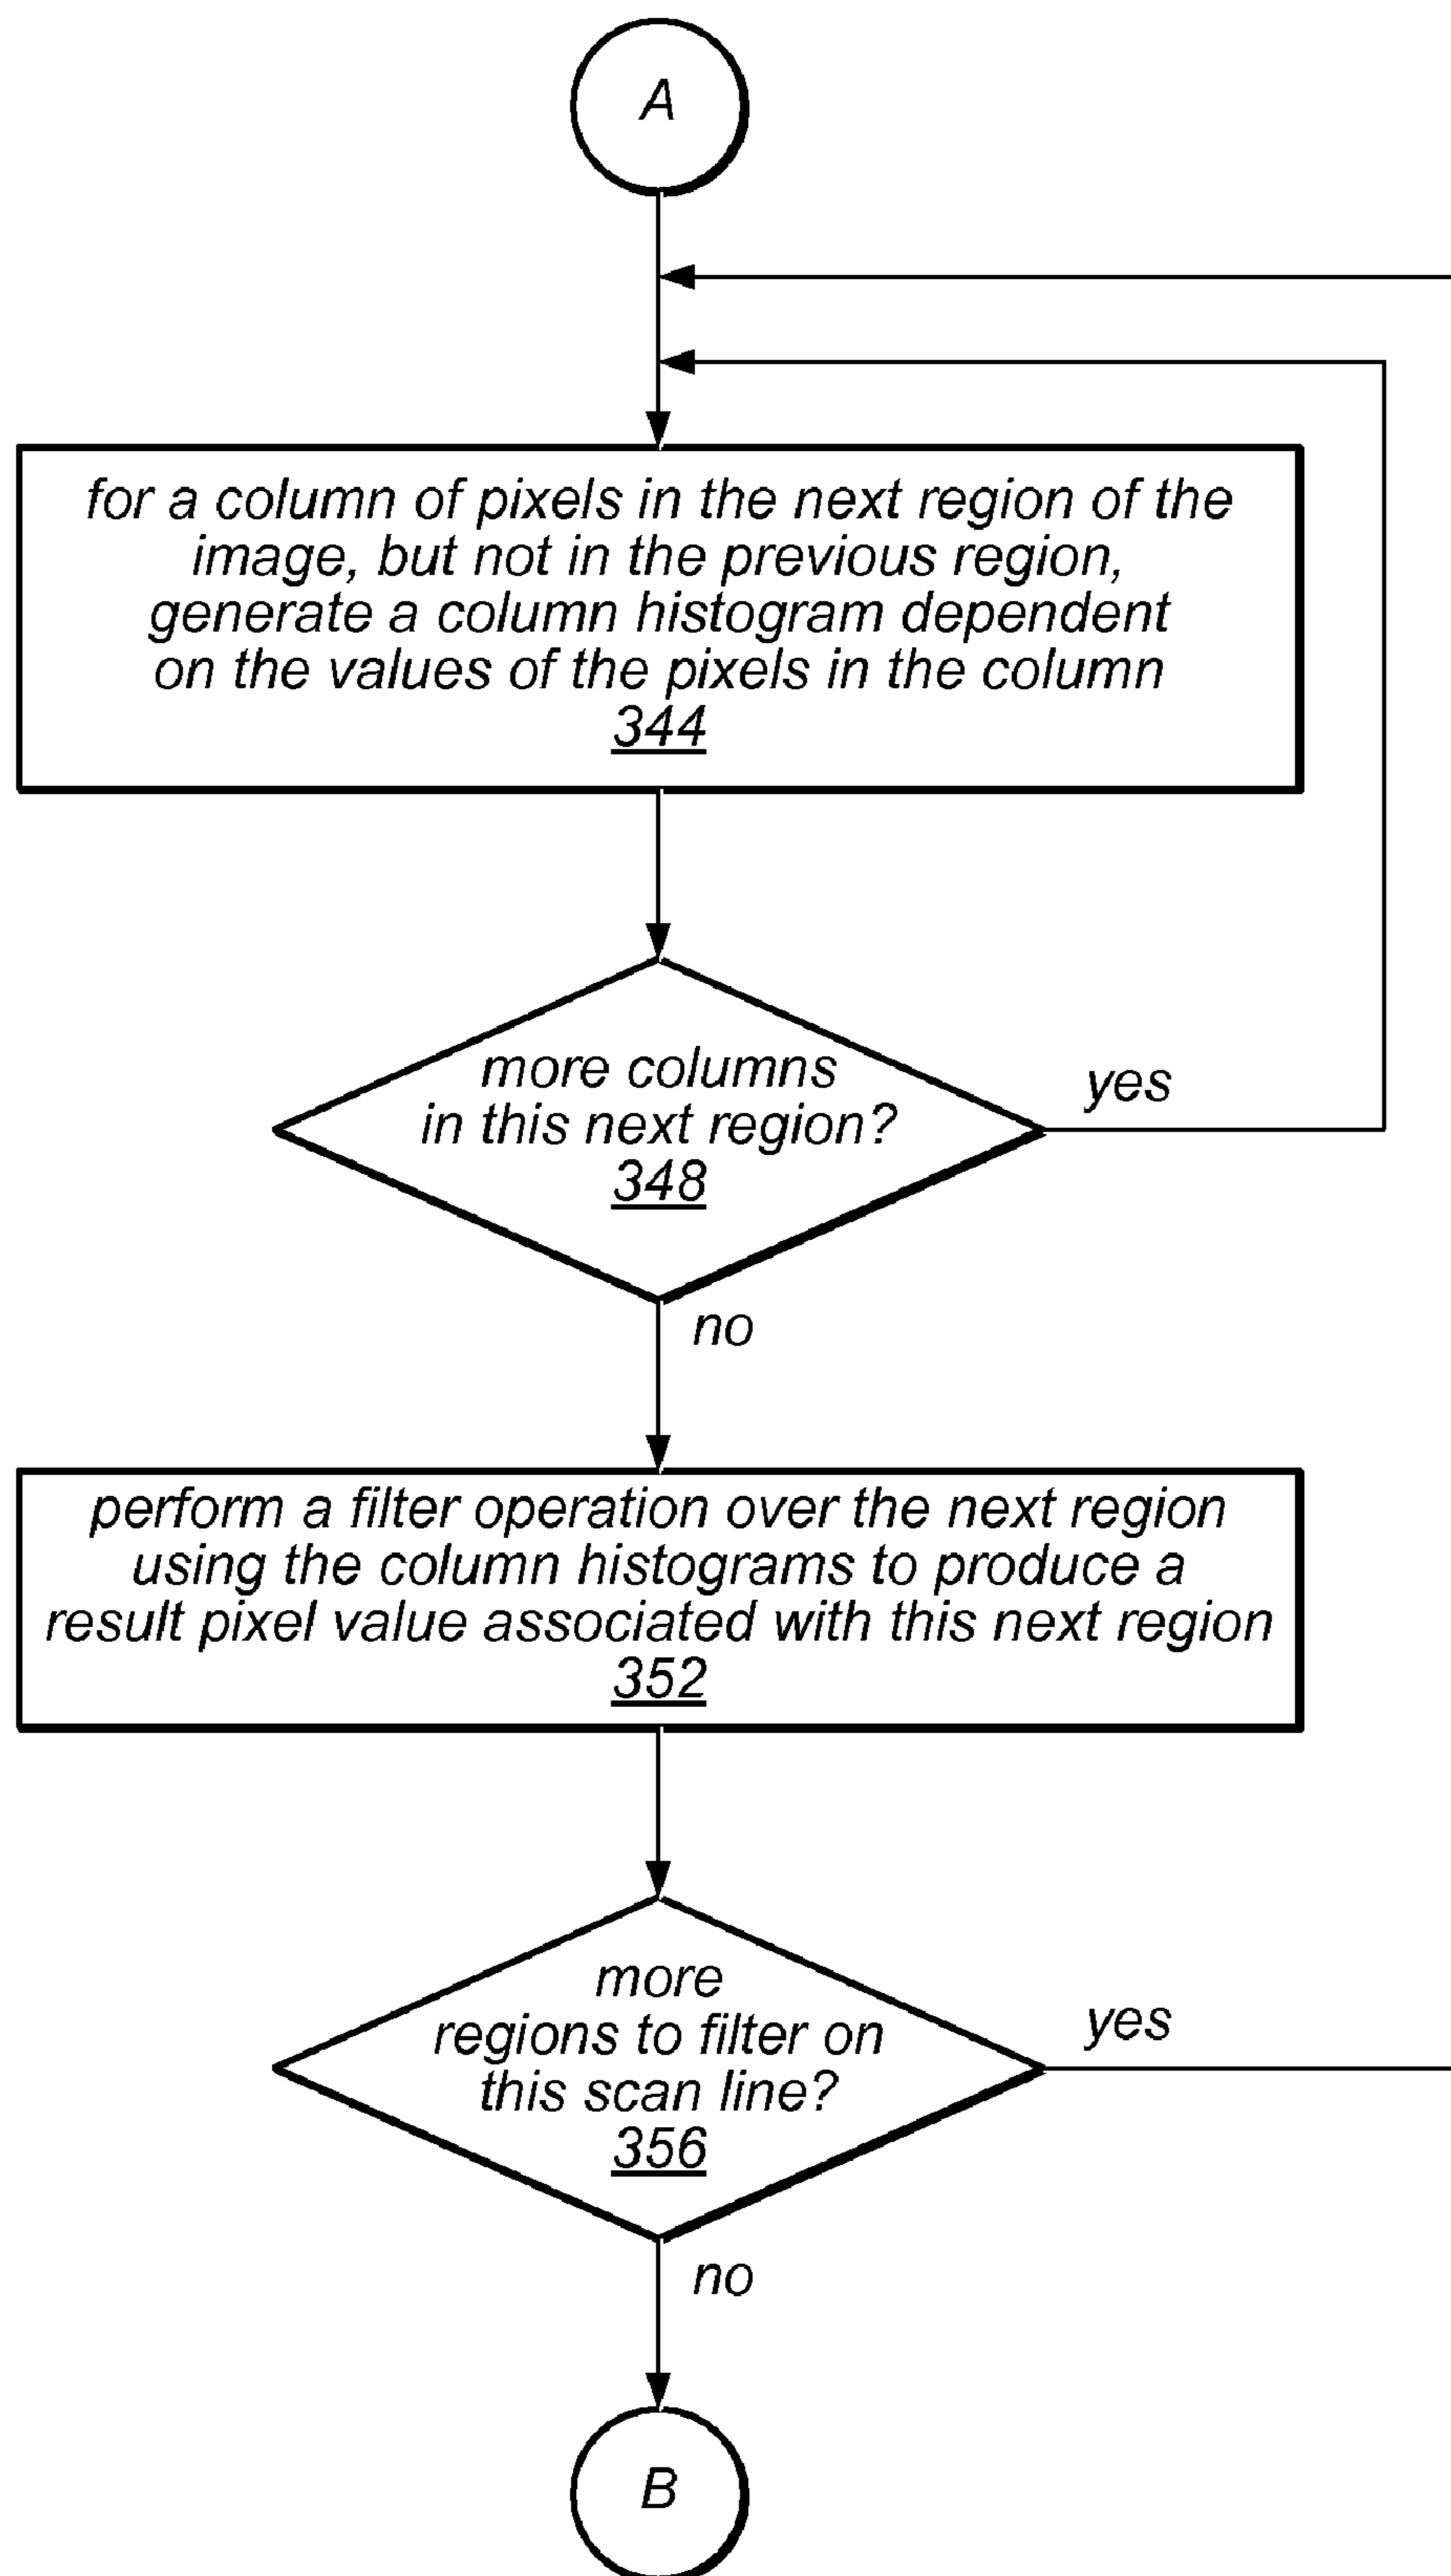 A
for a column of pixels in the next region of the
image, but not in the previous region,
generate a column histogram dependent
on the values of the pixels in the column
344
more columns
in this next region?
348
yes
no
perform a filter operation over the next region
using the column histograms to produce a
result pixel value associated with this next region
352
more
regions to filter on
this scan line?
356
yes
no
B